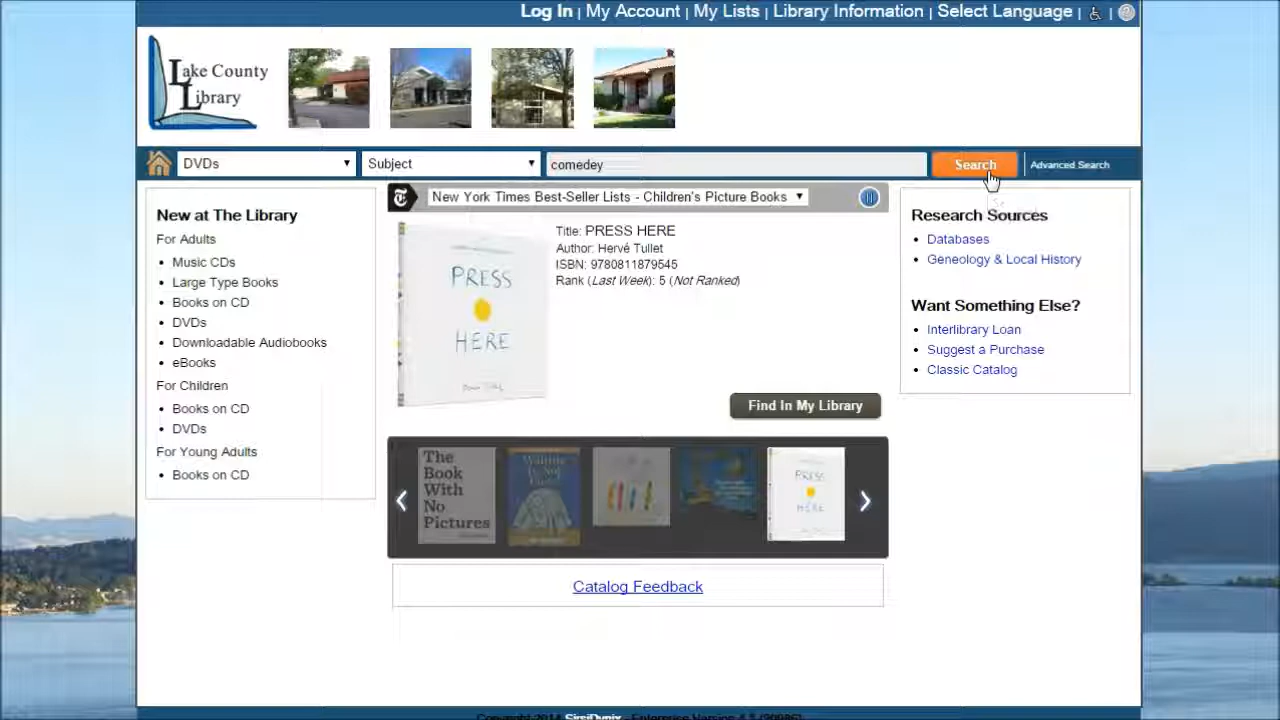 Log In | My Account | My Lists | Library Information | Select Language | | ?
Lake County
Library
DVDs Subject comedey Search Advanced Search
New at The Library
For Adults
Music CDs
Large Type Books
Books on CD
DVDs
Downloadable Audiobooks
eBooks
For Children
Books on CD
DVDs
For Young Adults
Books on CD
New York Times Best-Seller Lists - Children's Picture Books
PRESS
HERE
Title: PRESS HERE
Author: Hervé Tullet
ISBN: 9780811879545
Rank (Last Week): 5 (Not Ranked)
Find In My Library
The
Book
With
No
Pictures
PRESS
HERE
Catalog Feedback
Research Sources
Databases
Geneology & Local History
Want Something Else?
Interlibrary Loan
Suggest a Purchase
Classic Catalog